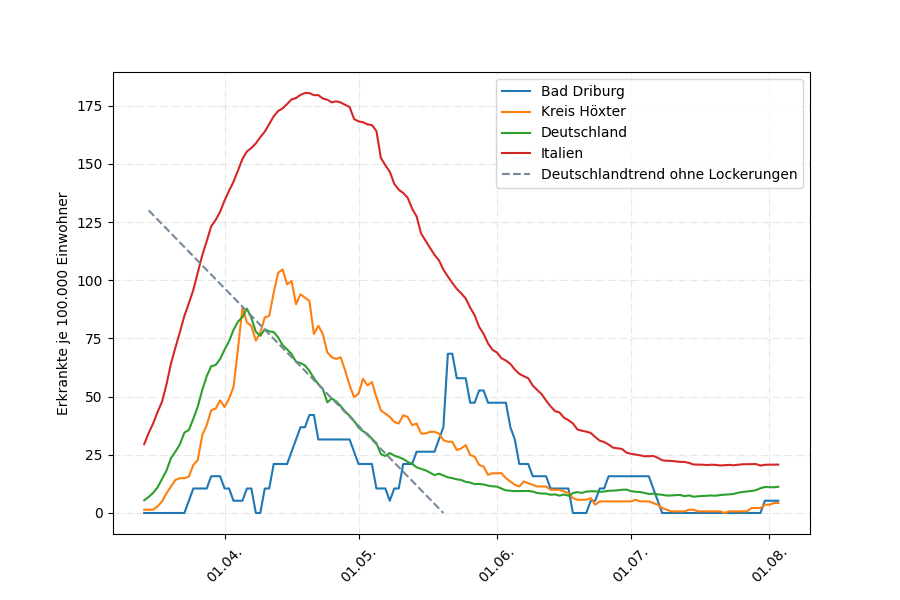 Bad Driburg
Kreis Höxter
Deutschland
Italien
Deutschlandtrend ohne Lockerungen
Erkrankte je 100.000 Einwohner
175
150
125
100
75
50
25
0
01.04.
01.05.
01.06.
01.07.
01.08.